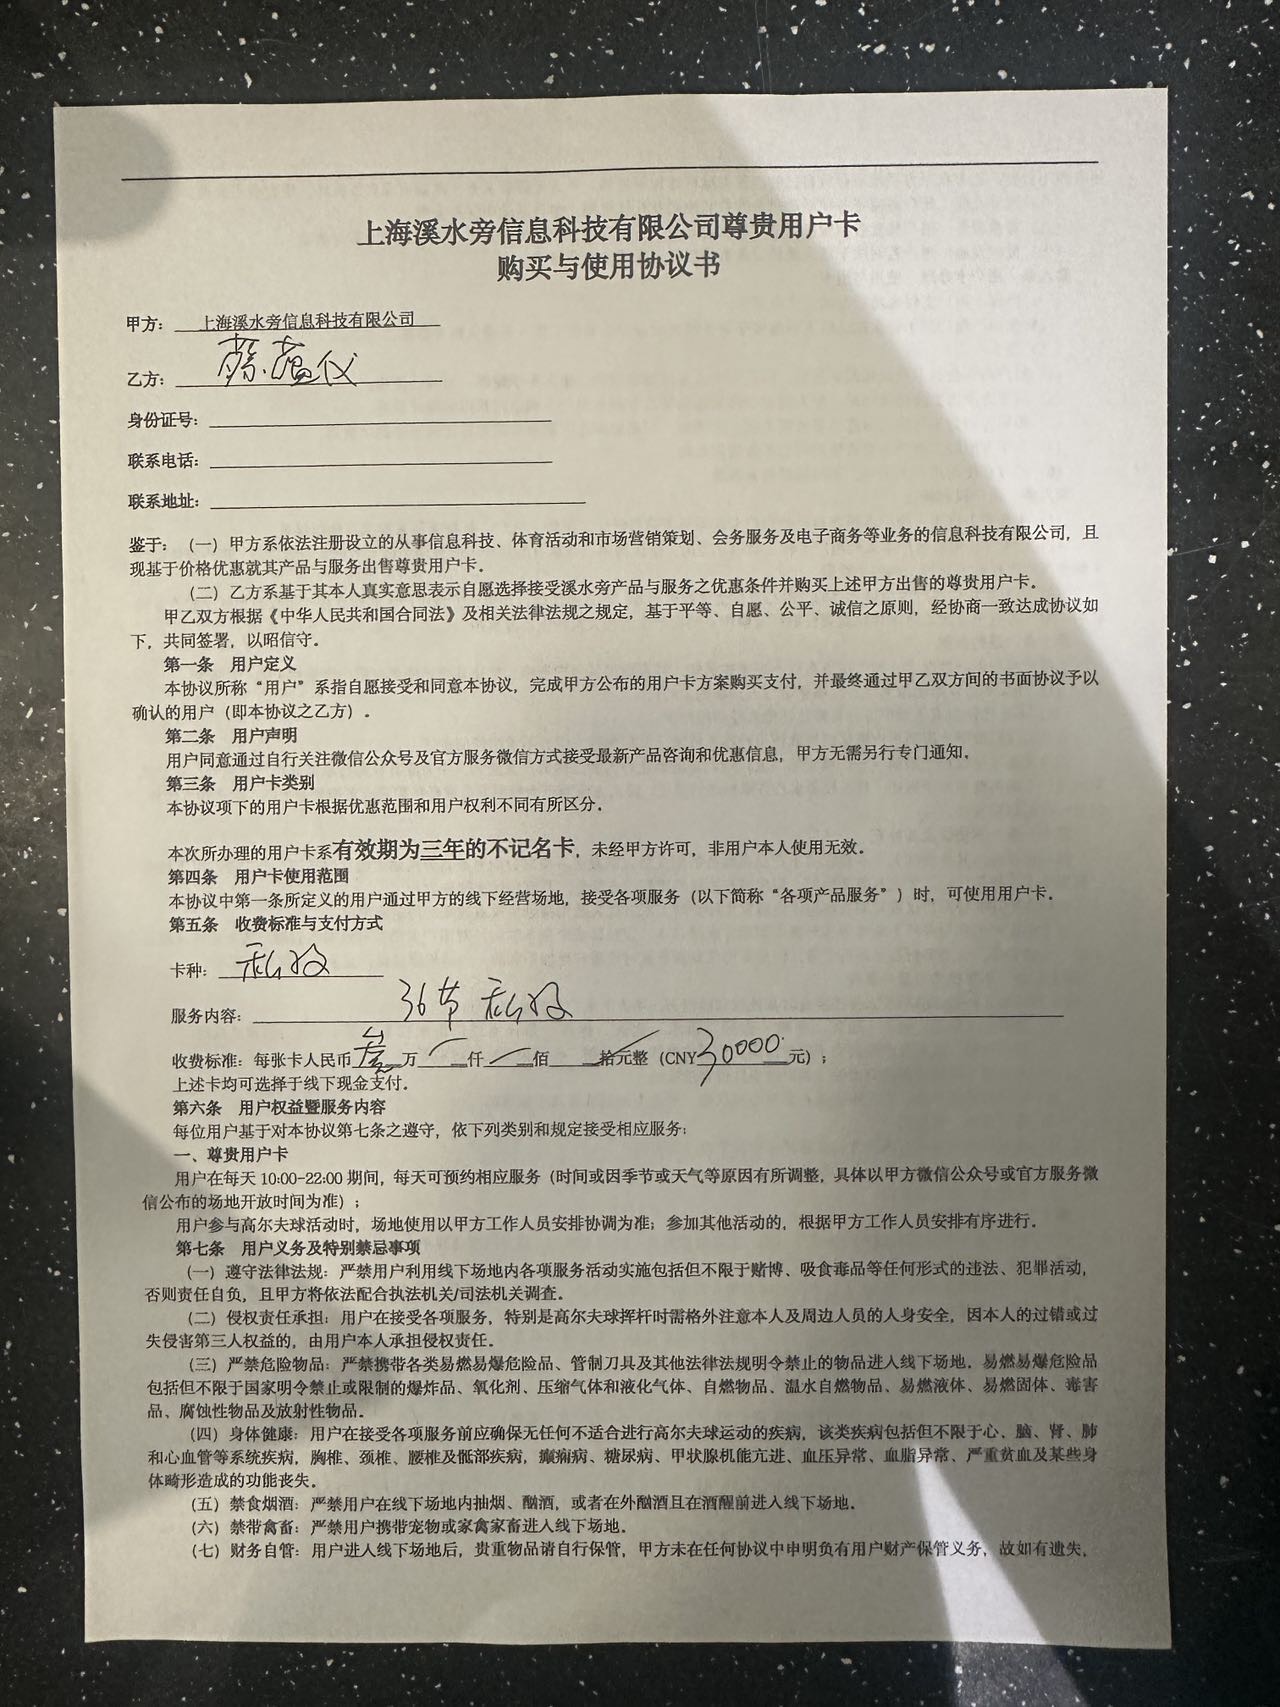 上海溪水旁信息科技有限公司尊贵用户卡
购买与使用协议书
甲方：上海溪水旁信息科技有限公司
乙方：蔡蕴仪
身份证号：
联系电话：
联系地址：
鉴于：（一）甲方系依法注册设立的从事信息科技、体育活动和市场营销策划、会务服务及电子商务等业务的信息科技有限公司，且
现基于价格优惠就其产品与服务出售尊贵用户卡。
（二）乙方系基于其本人真实意思表示自愿选择接受溪水旁产品与服务之优惠条件并购买上述甲方出售的尊贵用户卡。
甲乙双方根据《中华人民共和国合同法》及相关法律法规之规定，基于平等、自愿、公平、诚信之原则，经协商一致达成协议如
下，共同签署，以昭信守。
第一条 用户定义
本协议所称“用户”系指自愿接受和同意本协议，完成甲方公布的用户卡方案购买支付，并最终通过甲乙双方间的书面协议予以
确认的用户（即本协议之乙方）。
第二条 用户声明
用户同意通过自行关注微信公众号及官方服务微信方式接受最新产品咨询和优惠信息，甲方无需另行专门通知。
第三条 用户卡类别
本协议项下的用户卡根据优惠范围和用户权利不同有所区分。
本次所办理的用户卡系有效期为三年的不记名卡，未经甲方许可，非用户本人使用无效。
第四条 用户卡使用范围
本协议中第一条所定义的用户通过甲方的线下经营场地，接受各项服务（以下简称“各项产品服务”）时，可使用用户卡。
第五条 收费标准与支付方式
卡种：私教
服务内容：36节 私教
收费标准：每张卡人民币叁万 仟 佰 拾元整（CNY30000元）；
上述卡均可选择于线下现金支付。
第六条 用户权益暨服务内容
每位用户基于对本协议第七条之遵守，依下列类别和规定接受相应服务：
一、尊贵用户卡
用户在每天10:00-22:00期间，每天可预约相应服务（时间或因季节或天气等原因有所调整，具体以甲方微信公众号或官方服务微
信公布的场地开放时间为准）；
用户参与高尔夫球活动时，场地使用以甲方工作人员安排协调为准；参加其他活动的，根据甲方工作人员安排有序进行。
第七条 用户义务及特别禁忌事项
（一）遵守法律法规：严禁用户利用线下场地内各项服务活动实施包括但不限于赌博、吸食毒品等任何形式的违法、犯罪活动，
否则责任自负，且甲方将依法配合执法机关/司法机关调查。
（二）侵权责任承担：用户在接受各项服务，特别是高尔夫球挥杆时需格外注意本人及周边人员的人身安全，因本人的过错或过
失侵害第三人权益的，由用户本人承担侵权责任。
（三）严禁危险物品：严禁携带各类易燃易爆危险品、管制刀具及其他法律法规明令禁止的物品进入线下场地，易燃易爆危险品
包括但不限于国家明令禁止或限制的爆炸品、氧化剂、压缩气体和液化气体、自燃物品、温水自燃物品、易燃液体、易燃固体、毒害
品、腐蚀性物品及放射性物品。
（四）身体健康：用户在接受各项服务前应确保无任何不适合进行高尔夫球运动的疾病，该类疾病包括但不限于心、脑、肾、肺
和心血管等系统疾病，胸椎、颈椎、腰椎及骶部疾病，癫痫病、糖尿病、甲状腺机能亢进、血压异常、血脂异常、严重贫血及某些身
体畸形造成的功能丧失。
（五）禁食烟酒：严禁用户在线下场地内抽烟、酗酒，或者在外酗酒且在酒醒前进入线下场地。
（六）禁带禽畜：严禁用户携带宠物或家禽家畜进入线下场地。
（七）财务自管：用户进入线下场地后，贵重物品请自行保管，甲方未在任何协议中申明负有用户财产保管义务，故如有遗失，